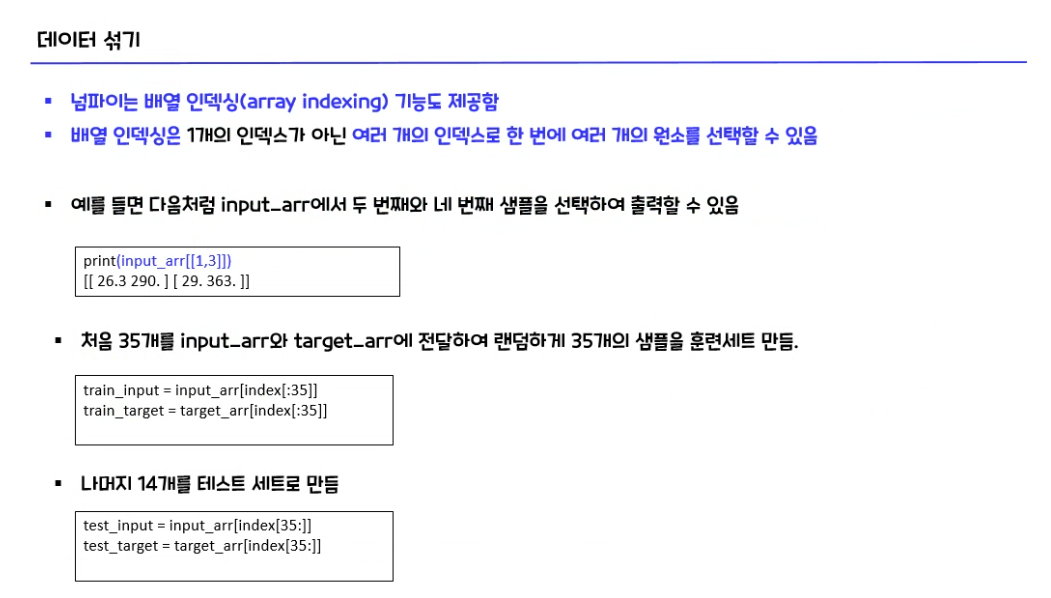 데이터 섞기
▪ 넘파이는 배열 인덱싱(array indexing) 기능도 제공함
▪ 배열 인덱싱은 1개의 인덱스가 아닌 여러 개의 인덱스로 한 번에 여러 개의 원소를 선택할 수 있음
▪ 예를 들면 다음처럼 input_arr에서 두 번째와 네 번째 샘플을 선택하여 출력할 수 있음
print(input_arr[[1,3]])
[[ 26.3 290. ] [ 29. 363. ]]
▪ 처음 35개를 input_arr와 target_arr에 전달하여 랜덤하게 35개의 샘플을 훈련세트 만듬.
train_input = input_arr[index[:35]]
train_target = target_arr[index[:35]]
▪ 나머지 14개를 테스트 세트로 만듬
test_input = input_arr[index[35:]]
test_target = target_arr[index[35:]]